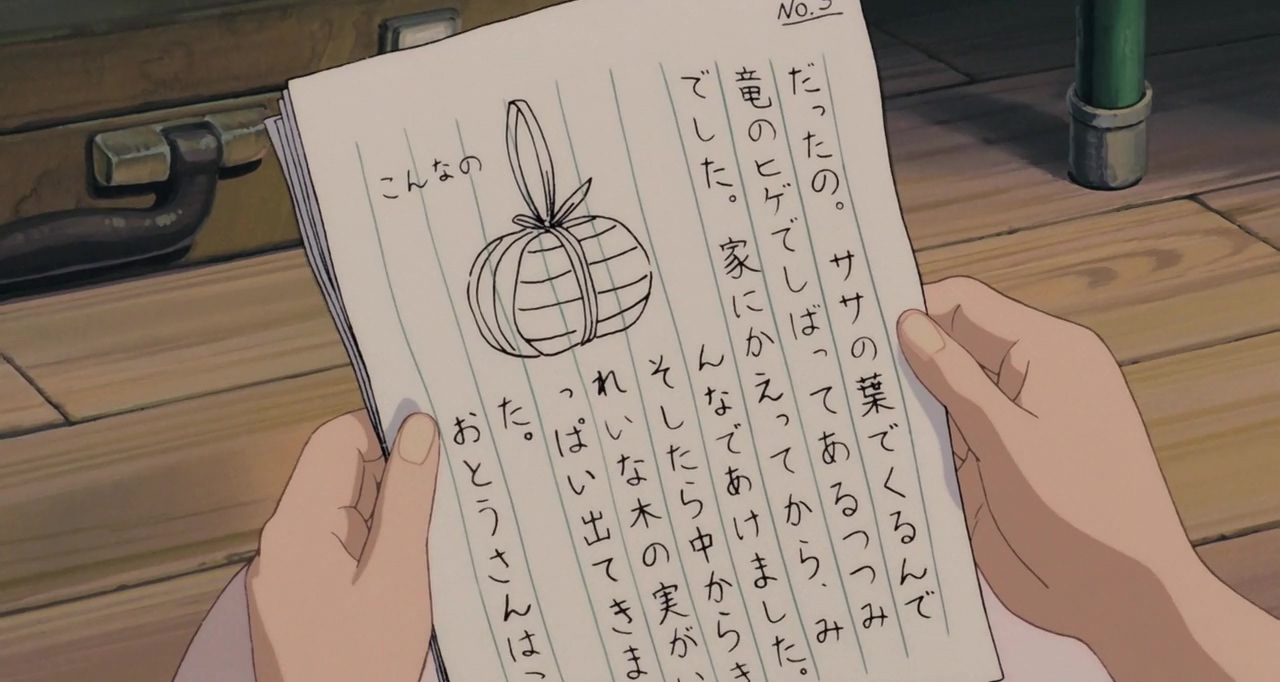 No.3
だったの。ササの葉でくるんで
竜のヒゲでしばってあるつつみ
でした。家にかえってから、み
んなであけました。
そしたら中からき
れいな木の実がい
っぱい出てきま
た。
おとうさんはっ
こんなの